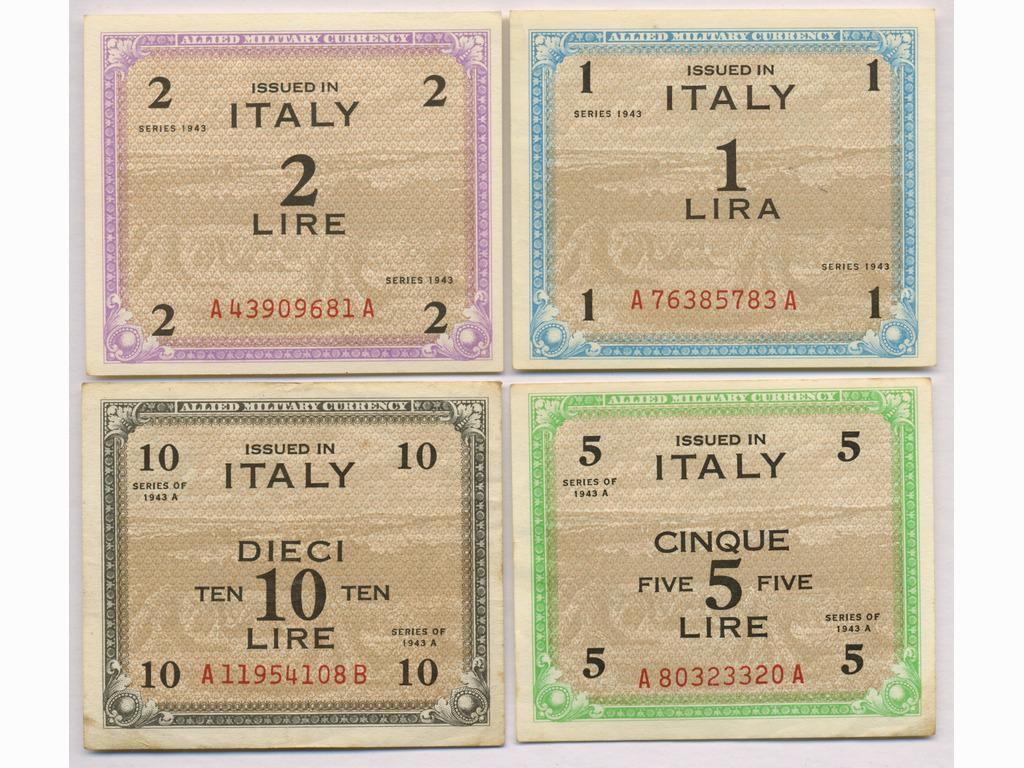 ALLIED MILITARY CURRENCY
2 ISSUED IN 2
SERIES 1943 ITALY
2
LIRE
SERIES 1943
2 A43909681A 2
ALLIED MILITARY CURRENCY
1 ISSUED IN 1
SERIES 1943 ITALY
1
LIRA
SERIES 1943
1 A76385783A 1
ALLIED MILITARY CURRENCY
10 ISSUED IN 10
ITALY
SERIES OF
1943 A
DIECI
TEN 10 TEN
LIRE
SERIES OF
1943 A
10 A11954108B 10
ALLIED MILITARY CURRENCY
5 ISSUED IN 5
ITALY
SERIES OF
1943 A
CINQUE
FIVE 5 FIVE
LIRE
SERIES OF
1943 A
5 A80323320A 5